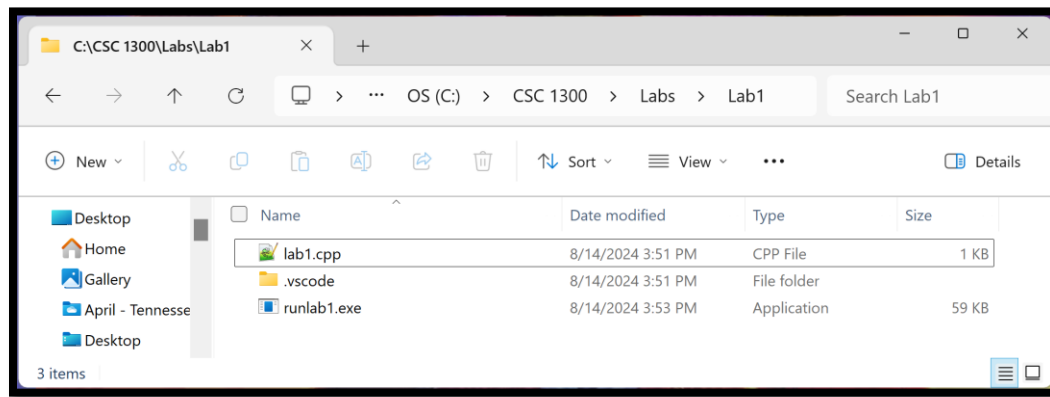 C:\CSC 1300\Labs\Lab1
OS (C:) > CSC 1300 > Labs > Lab1
Search Lab1
New
Sort
View
Details
Desktop
Home
Gallery
April - Tennesse
Desktop
Name Date modified Type Size
lab1.cpp 8/14/2024 3:51 PM CPP File 1 KB
.vscode 8/14/2024 3:51 PM File folder
runlab1.exe 8/14/2024 3:53 PM Application 59 KB
3 items